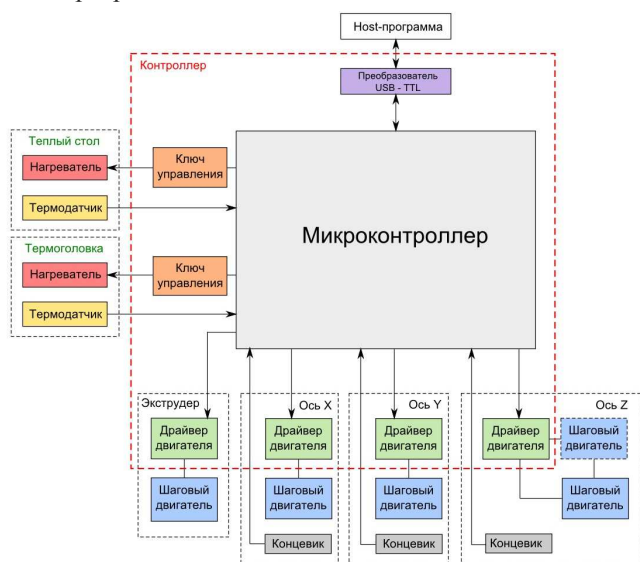 Host-программа
Контроллер
Преобразователь
USB - TTL
Теплый стол
Нагреватель
Ключ
управления
Термодатчик
Микроконтроллер
Термоголовка
Нагреватель
Ключ
управления
Термодатчик
Экструдер
Ось X
Ось Y
Ось Z
Драйвер
двигателя
Драйвер
двигателя
Драйвер
двигателя
Драйвер
двигателя
Шаговый
двигатель
Шаговый
двигатель
Шаговый
двигатель
Шаговый
двигатель
Шаговый
двигатель
Концевик
Концевик
Концевик